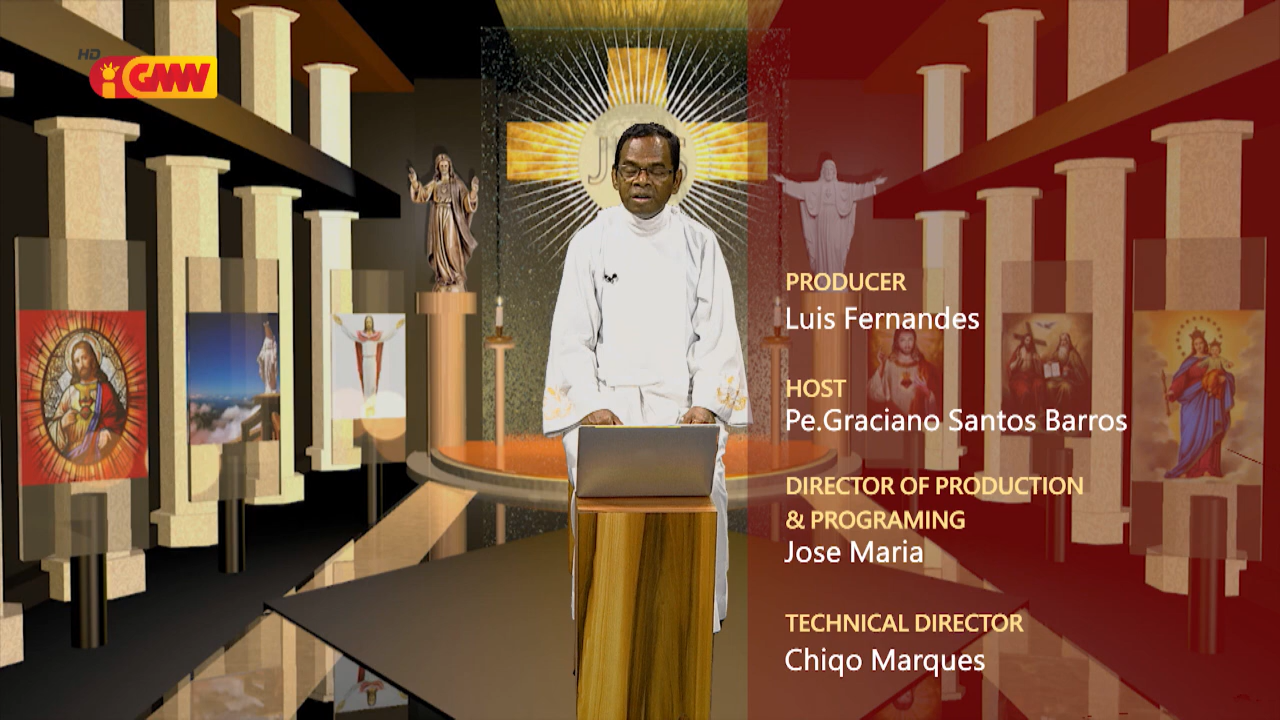 HD
iGMN
PRODUCER
Luis Fernandes
HOST
Pe.Graciano Santos Barros
DIRECTOR OF PRODUCTION
& PROGRAMING
Jose Maria
TECHNICAL DIRECTOR
Chiqo Marques